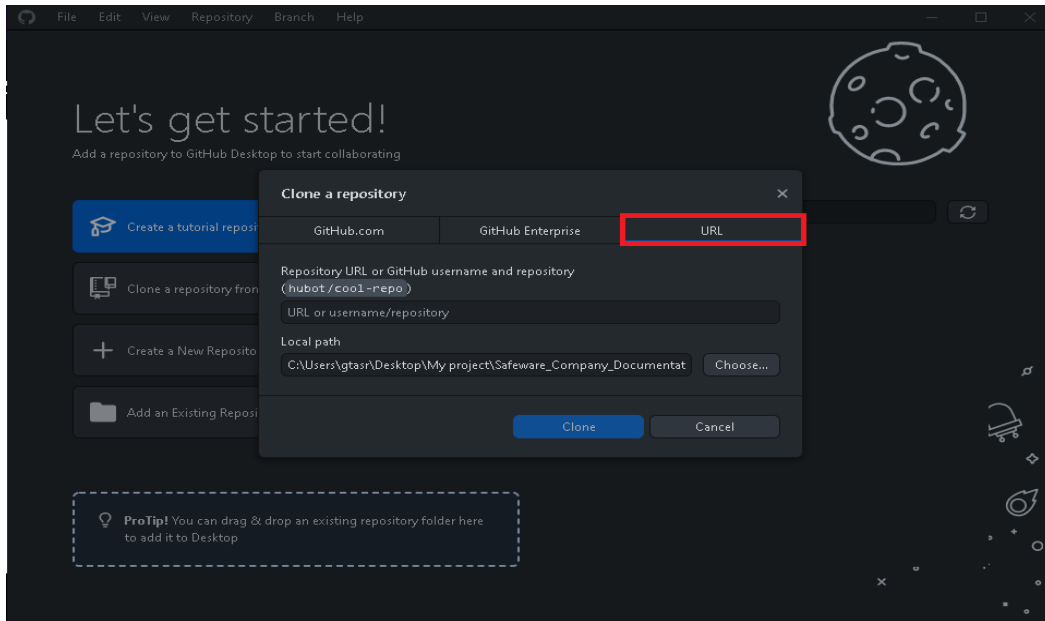 File Edit View Repository Branch Help
Let's get started!
Add a repository to GitHub Desktop to start collaborating
Create a tutorial reposi
Clone a repository fron
Create a New Reposito
Add an Existing Reposi
ProTip! You can drag & drop an existing repository folder here
to add it to Desktop
Clone a repository
GitHub.com GitHub Enterprise URL
Repository URL or GitHub username and repository
(hubot/cool-repo)
URL or username/repository
Local path
C:\Users\gtasr\Desktop\My project\Safeware_Company_Documentat Choose...
Clone Cancel